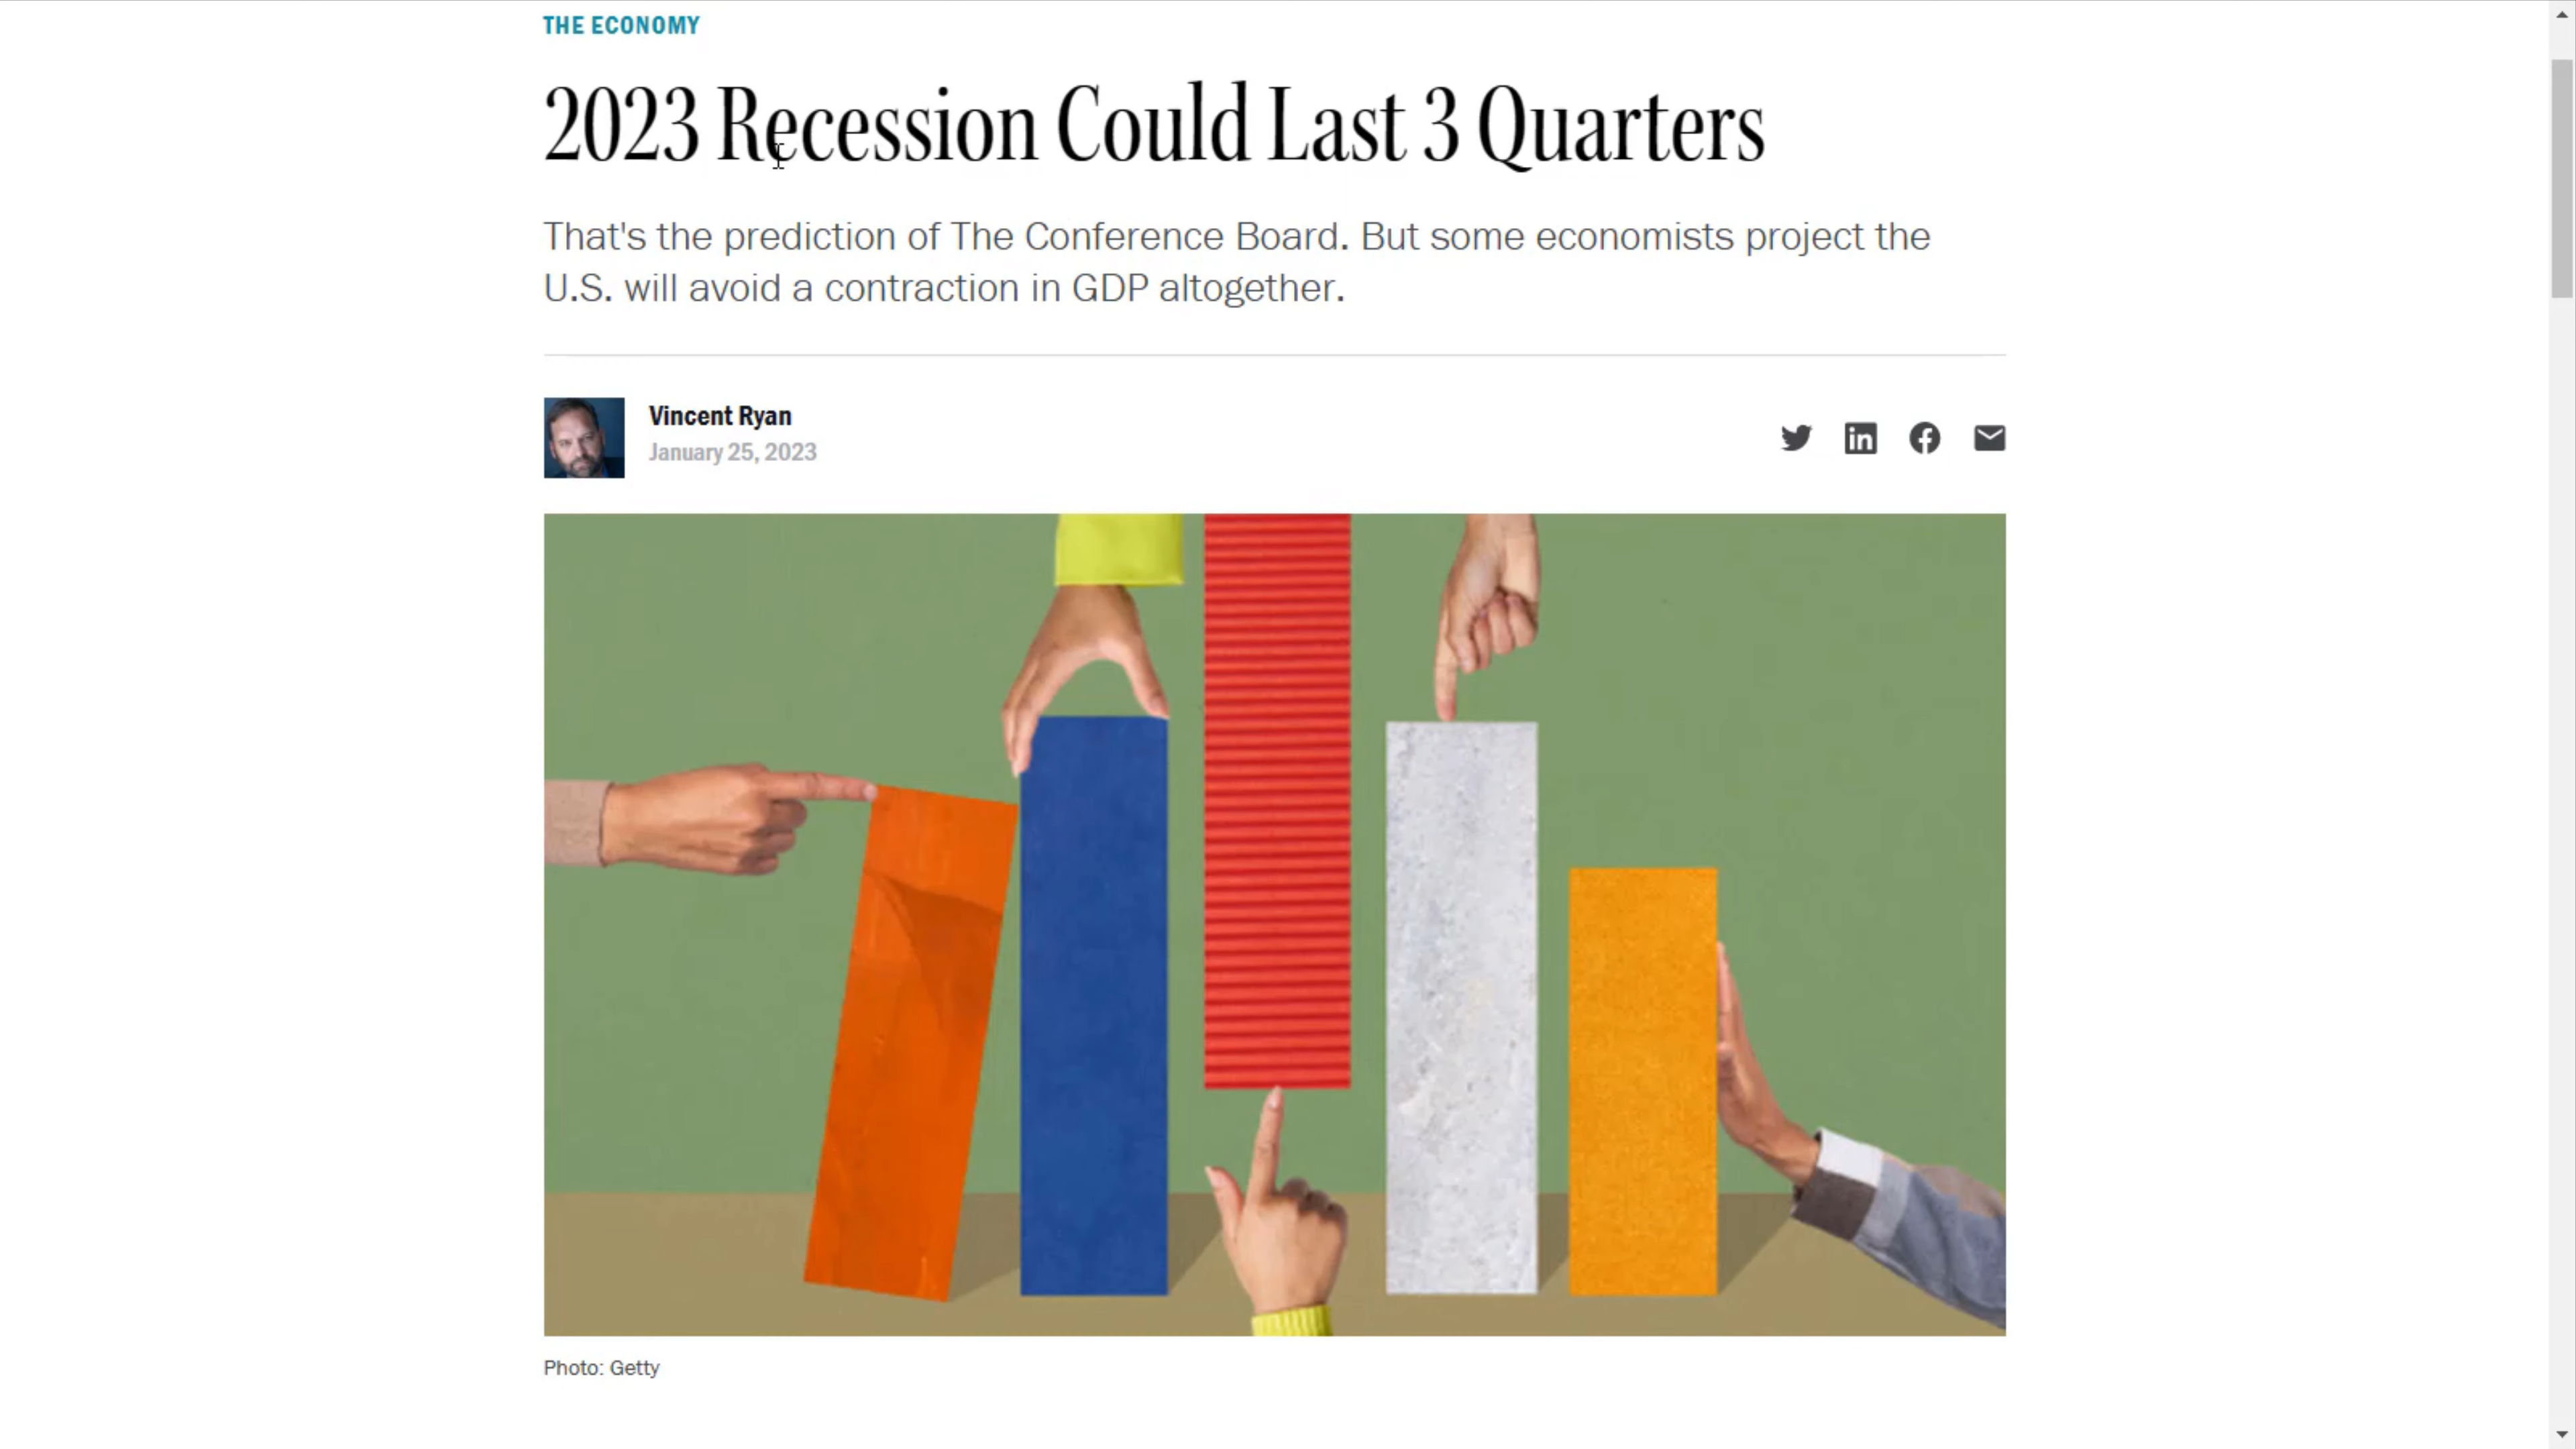 THE ECONOMY
2023 Recession Could Last 3 Quarters
That's the prediction of The Conference Board. But some economists project the
U.S. will avoid a contraction in GDP altogether.
Vincent Ryan
January 25, 2023
Photo: Getty